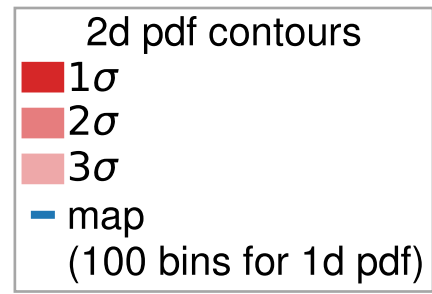 2d pdf contours
1σ
2σ
3σ
map
(100 bins for 1d pdf)